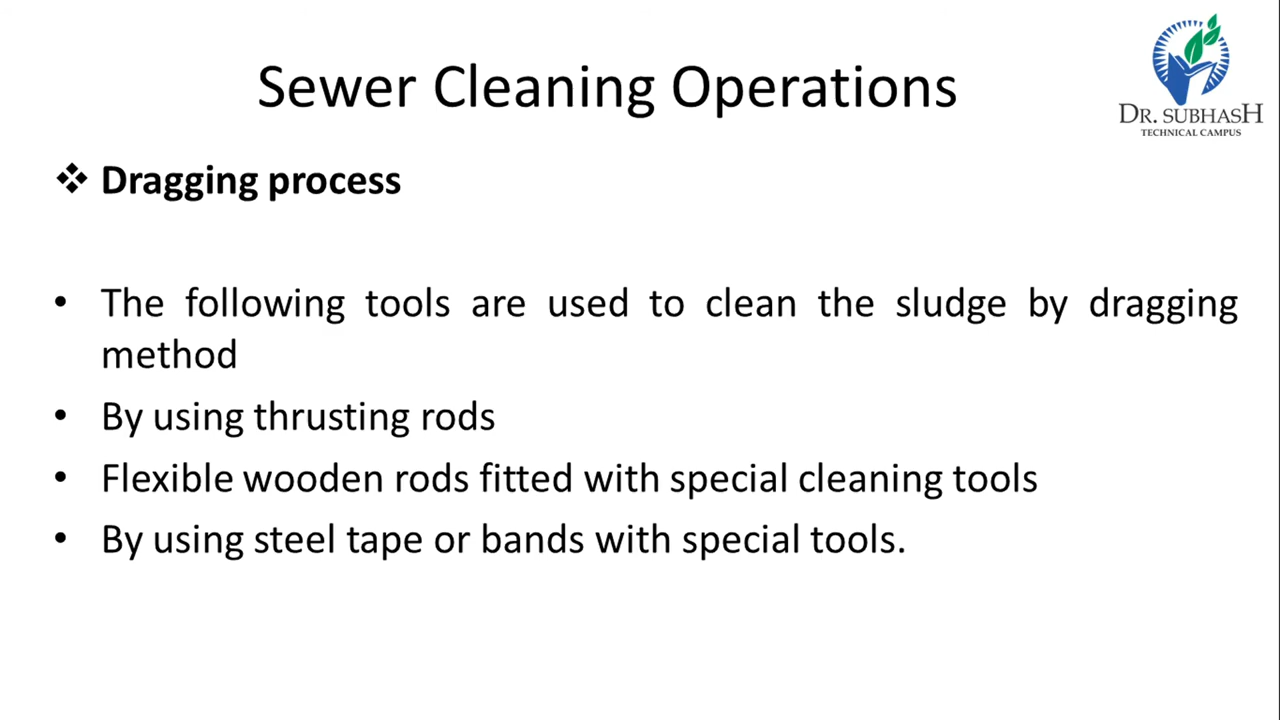 Sewer Cleaning Operations
DR. SUBHASH
TECHNICAL CAMPUS
❖ Dragging process
• The following tools are used to clean the sludge by dragging
method
• By using thrusting rods
• Flexible wooden rods fitted with special cleaning tools
• By using steel tape or bands with special tools.